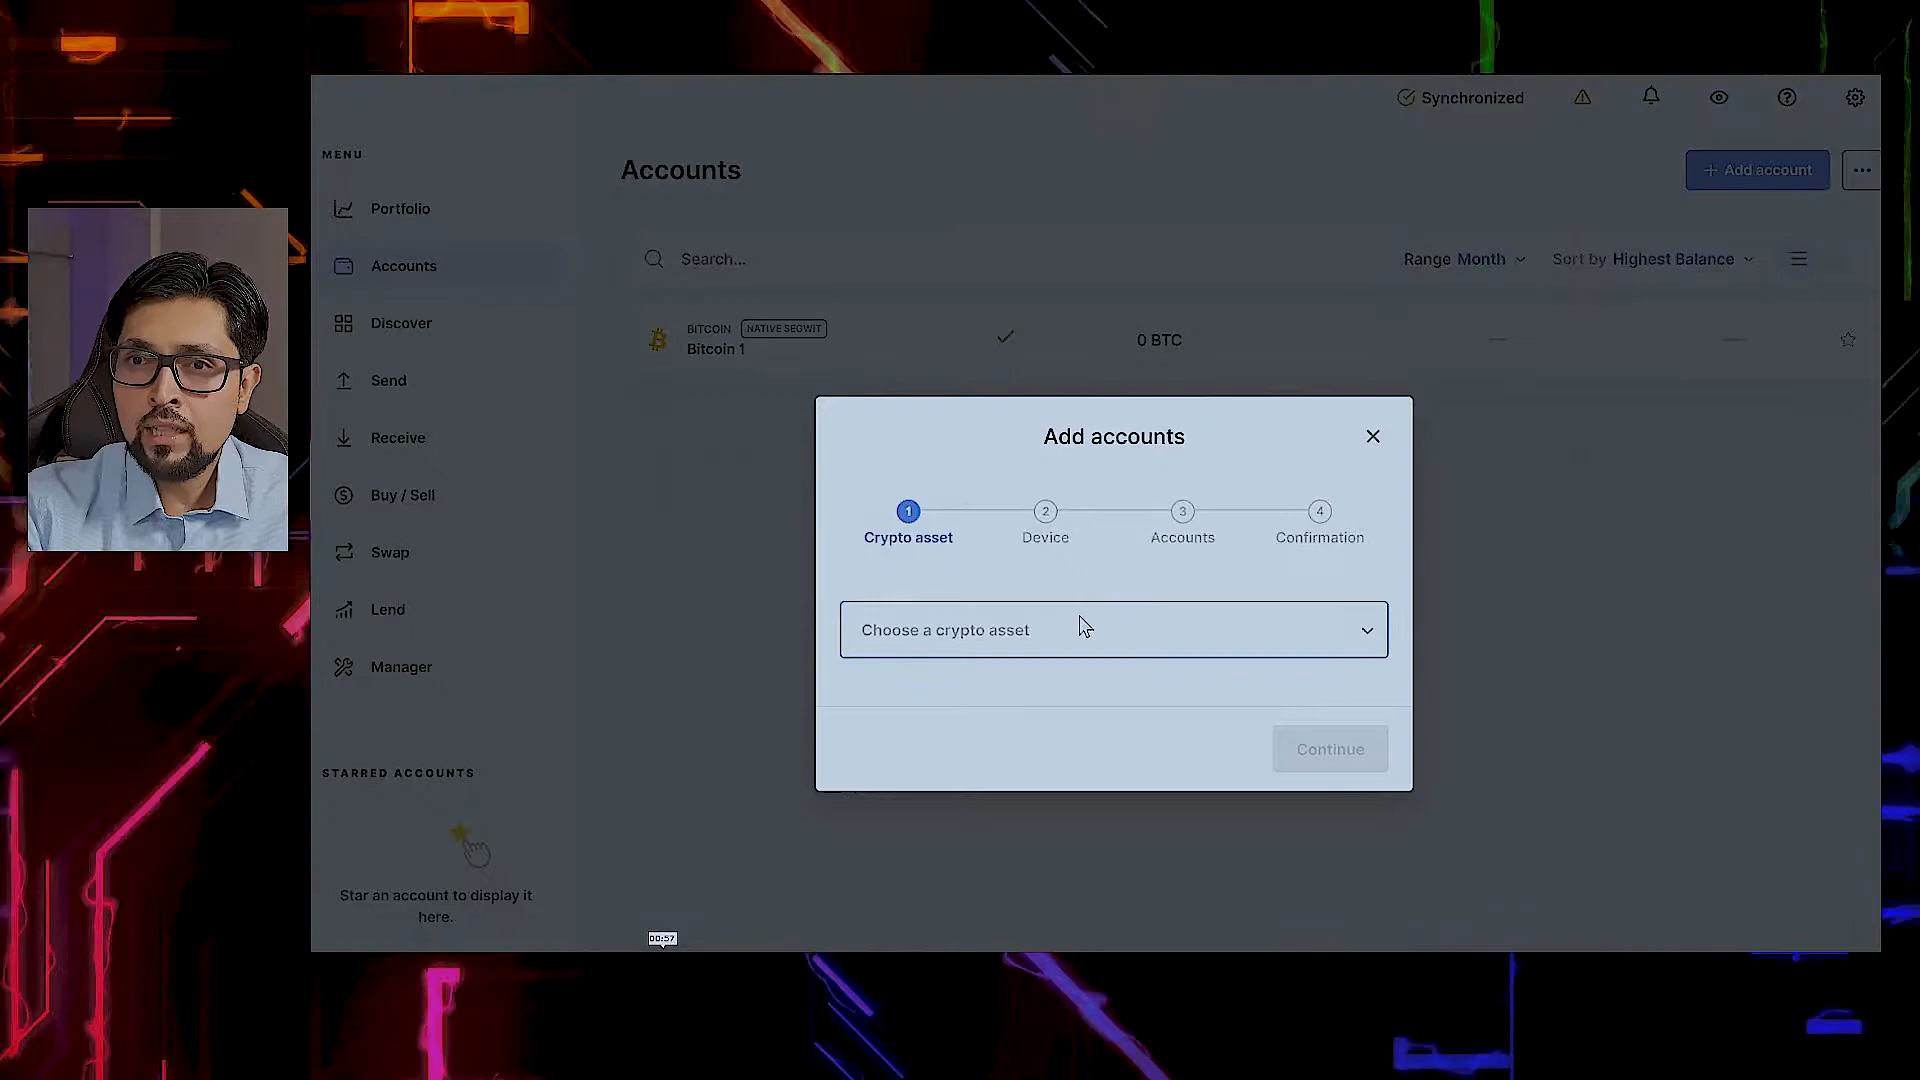 Synchronized
MENU
Accounts
+ Add account
Portfolio
Accounts
Search...
Range Month
Sort by Highest Balance
Discover
BITCOIN NATIVE SEGWIT
Bitcoin 1
0 BTC
Send
Receive
Buy / Sell
Swap
Lend
Manager
Add accounts
1
2
3
4
Crypto asset
Device
Accounts
Confirmation
Choose a crypto asset
Continue
STARRED ACCOUNTS
Star an account to display it
here.
00:57